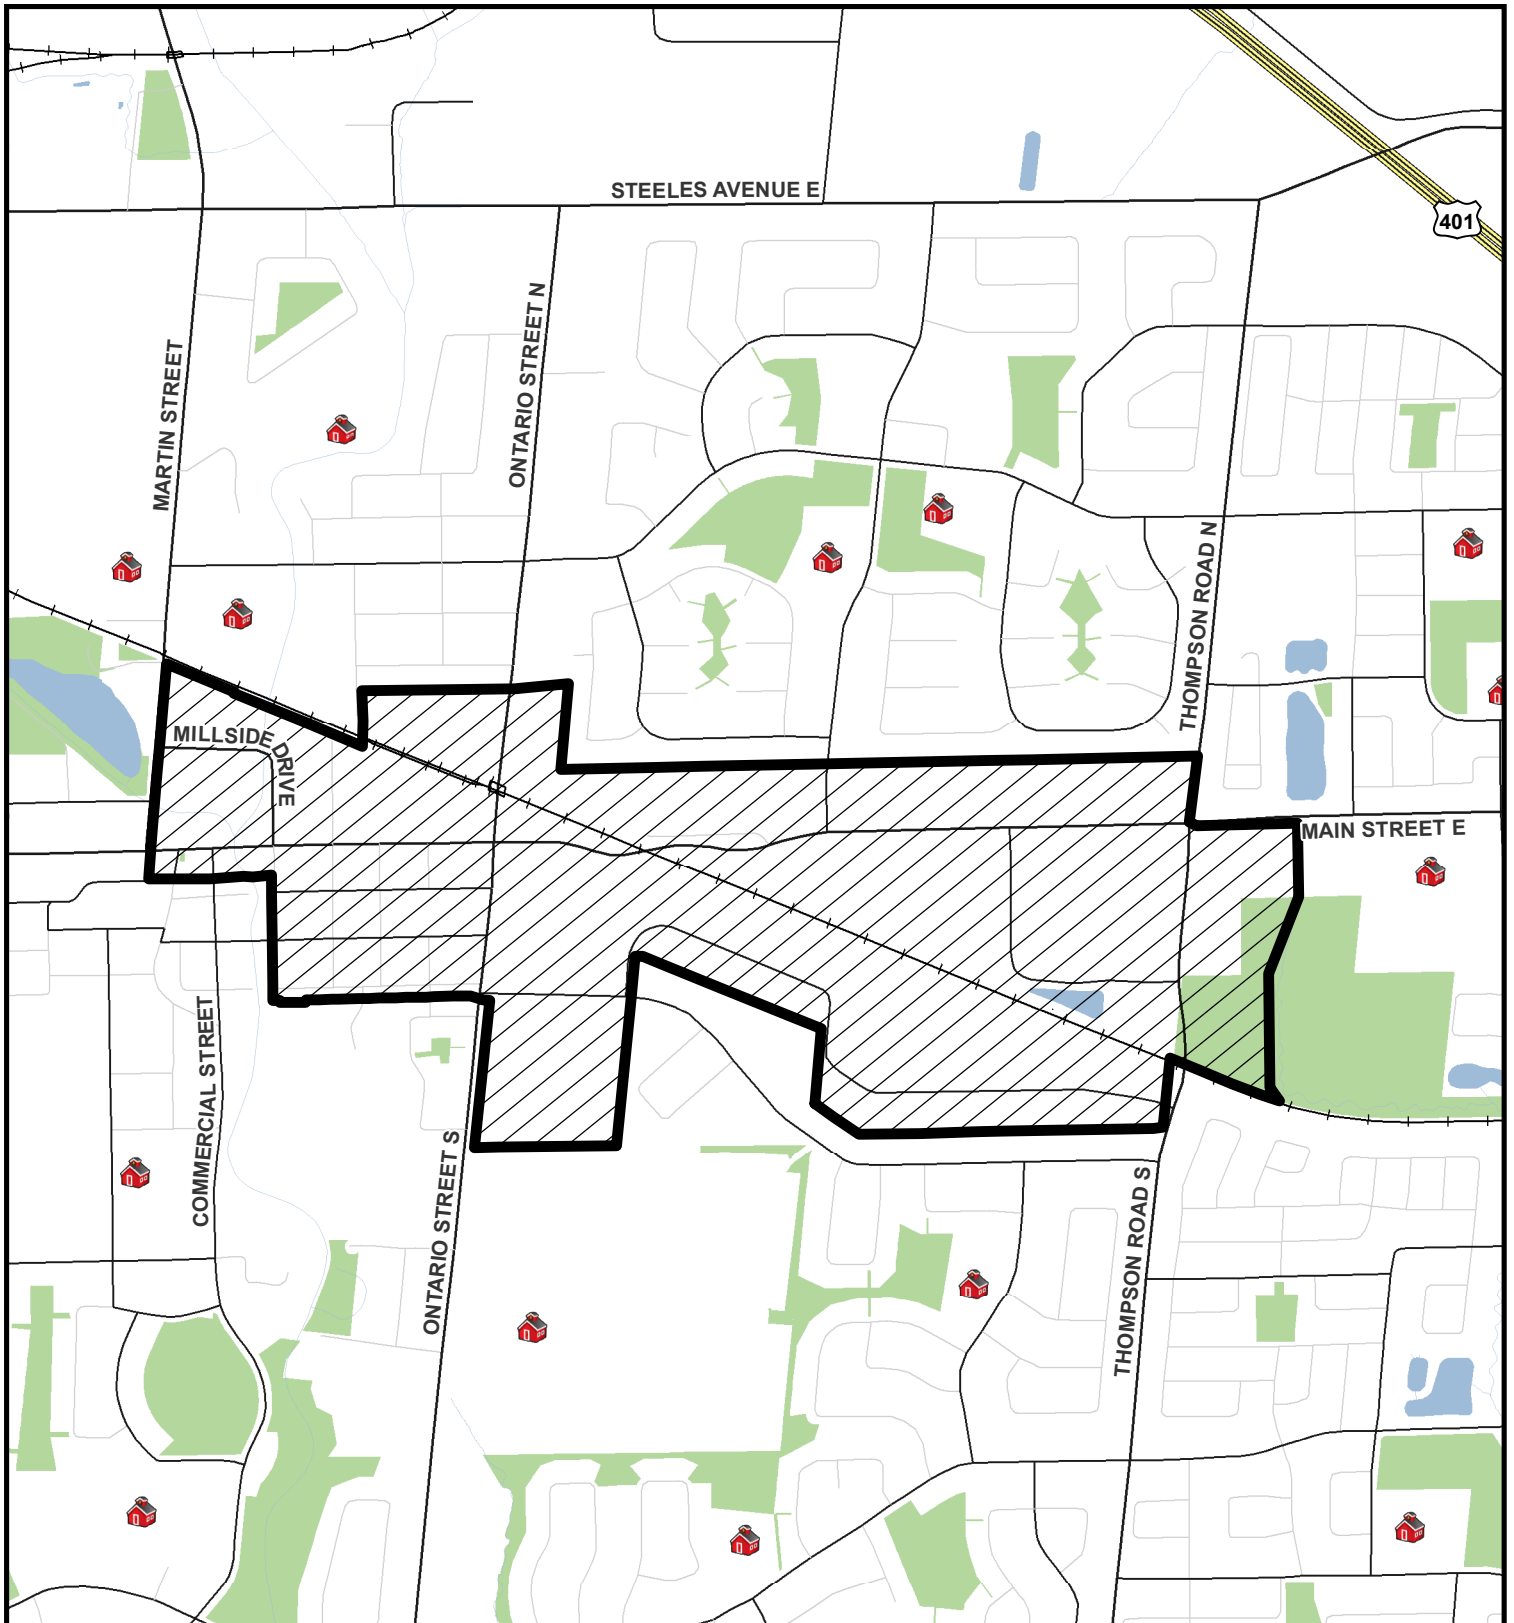 STEELES AVENUE E
401
ONTARIO STREET N
MARTIN STREET
THOMPSON ROAD N
MILLSIDE DRIVE
MAIN STREET E
COMMERCIAL STREET
ONTARIO STREET S
THOMPSON ROAD S